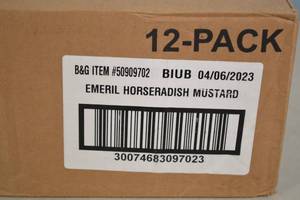 12-PACK
B&G ITEM #50909702 BIUB 04/06/2023
EMERIL HORSERADISH MUSTARD
30074683097023